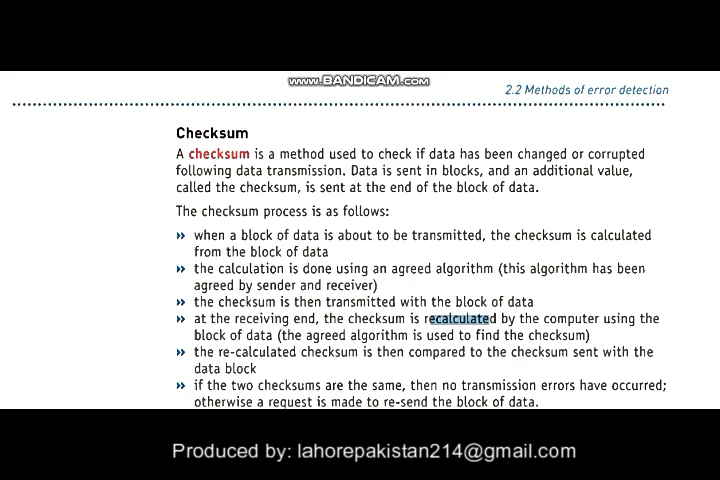 www.BANDICAM.com
2.2 Methods of error detection
Checksum
A checksum is a method used to check if data has been changed or corrupted
following data transmission. Data is sent in blocks, and an additional value,
called the checksum, is sent at the end of the block of data.
The checksum process is as follows:
» when a block of data is about to be transmitted, the checksum is calculated
from the block of data
» the calculation is done using an agreed algorithm (this algorithm has been
agreed by sender and receiver)
» the checksum is then transmitted with the block of data
» at the receiving end, the checksum is recalculated by the computer using the
block of data (the agreed algorithm is used to find the checksum)
» the re-calculated checksum is then compared to the checksum sent with the
data block
» if the two checksums are the same, then no transmission errors have occurred;
otherwise a request is made to re-send the block of data.
Produced by: lahorepakistan214@gmail.com